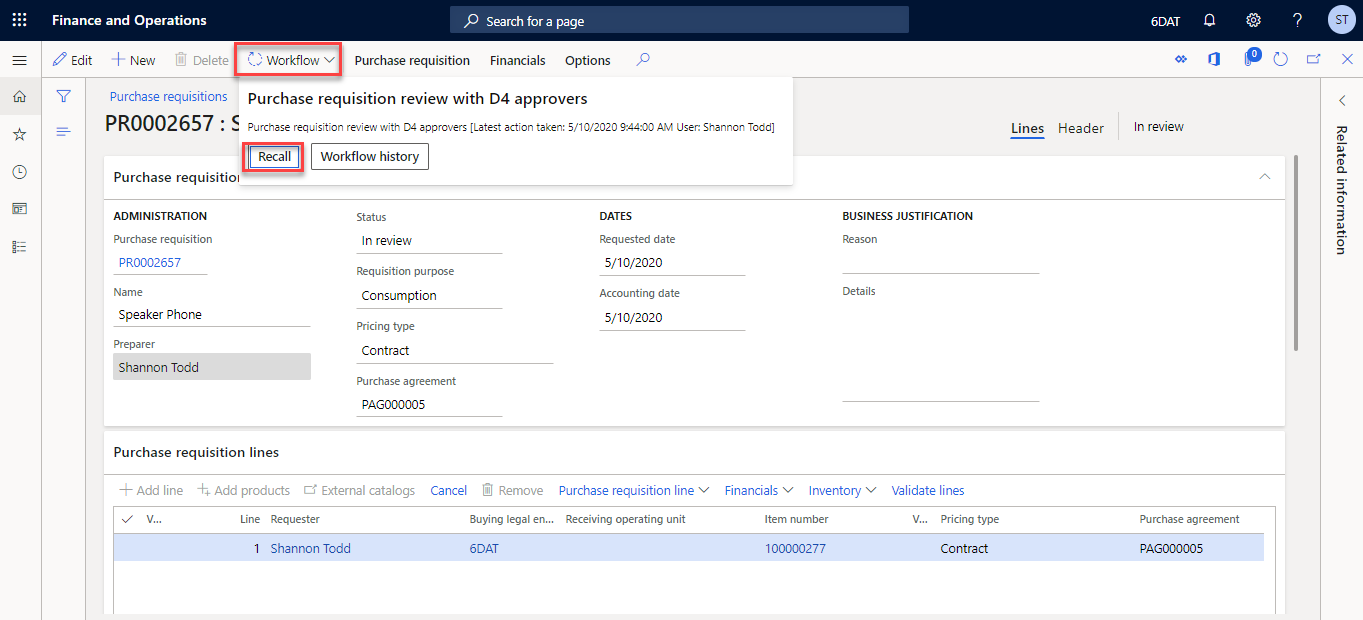 Finance and Operations
Search for a page
6DAT
?
ST
Edit
New
Delete
Workflow
Purchase requisition
Financials
Options
0
Purchase requisition review with D4 approvers
Purchase requisition review with D4 approvers [Latest action taken: 5/10/2020 9:44:00 AM User: Shannon Todd]
Recall
Workflow history
Purchase requisitions
PR0002657 : S
Lines
Header
In review
Related information
Purchase requisition
ADMINISTRATION
Purchase requisition
PR0002657
Name
Speaker Phone
Preparer
Shannon Todd
Status
In review
Requisition purpose
Consumption
Pricing type
Contract
Purchase agreement
PAG000005
DATES
Requested date
5/10/2020
Accounting date
5/10/2020
BUSINESS JUSTIFICATION
Reason
Details
Purchase requisition lines
Add line
Add products
External catalogs
Cancel
Remove
Purchase requisition line
Financials
Inventory
Validate lines
V...
Line
Requester
Buying legal en...
Receiving operating unit
Item number
V...
Pricing type
Purchase agreement
1
Shannon Todd
6DAT
100000277
Contract
PAG000005